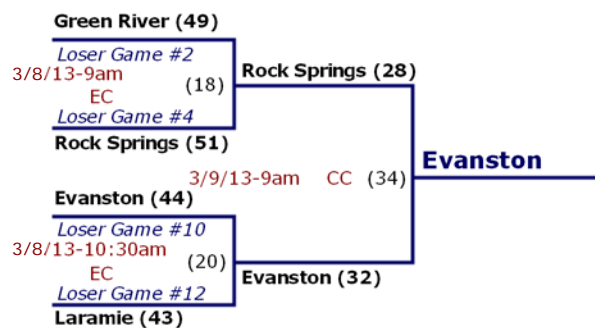 Green River (49)
Loser Game #2
3/8/13-9am
EC
(18)
Loser Game #4
Rock Springs (51)
Rock Springs (28)
3/9/13-9am CC (34)
Evanston
Evanston (44)
Loser Game #10
3/8/13-10:30am
EC
(20)
Loser Game #12
Laramie (43)
Evanston (32)